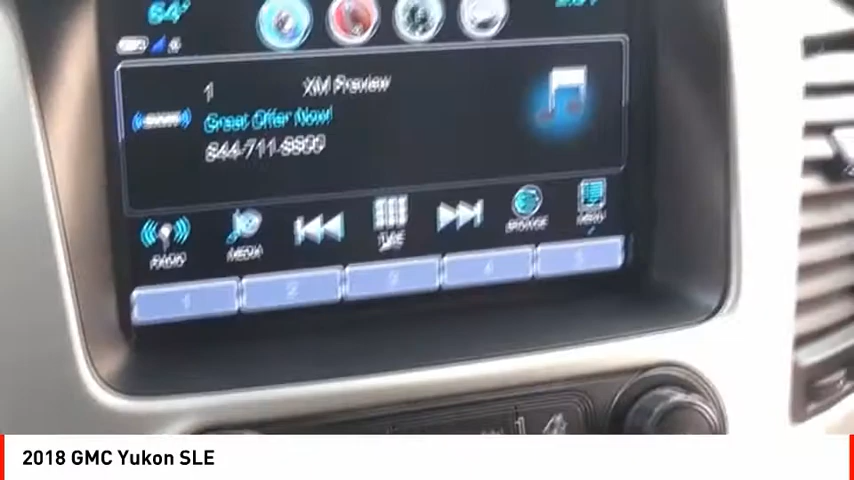 64°
1 XM Preview
Great Offer Now!
844-711-8800
RADIO MEDIA TUNE BROWSE MENU
1 2 3 4 5
2018 GMC Yukon SLE